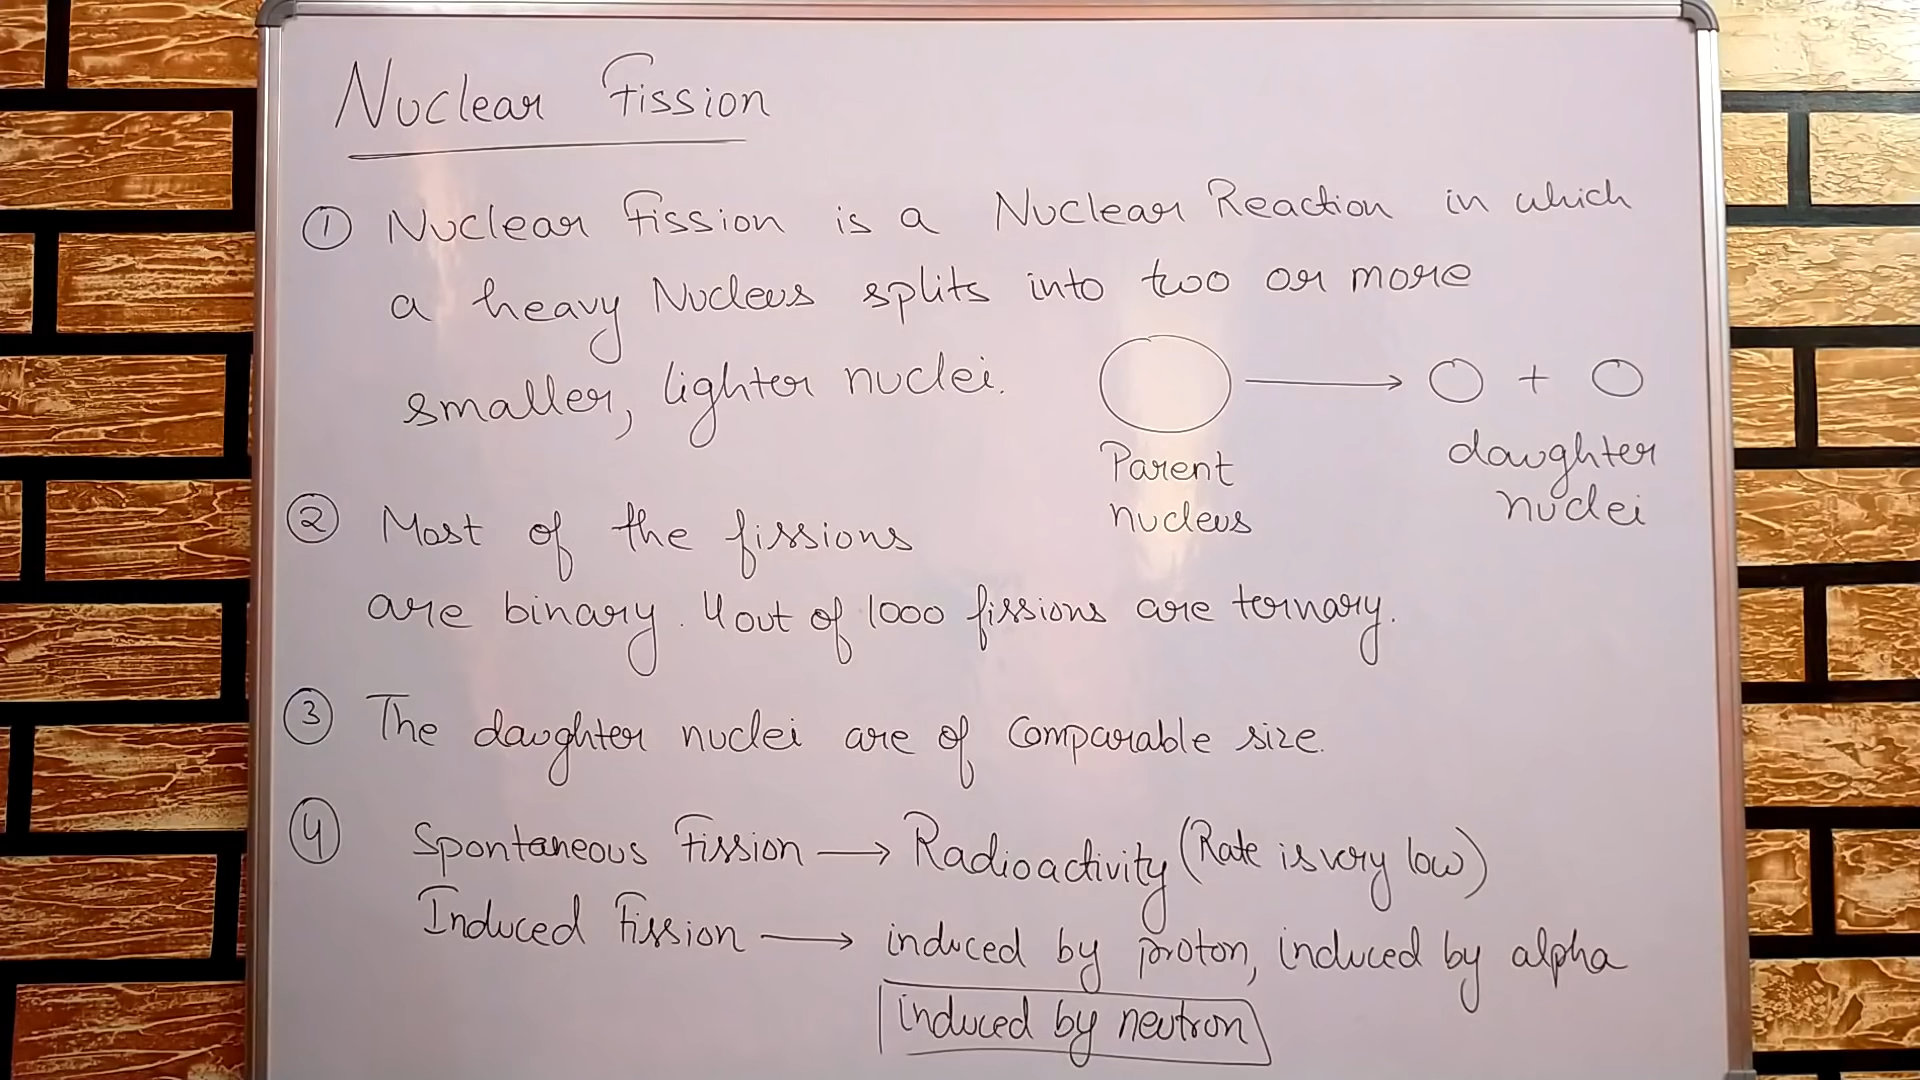 Nuclear Fission
① Nuclear Fission is a Nuclear Reaction in which
a heavy Nucleus splits into two or more
smaller, lighter nuclei.
→ +
Parent
nucleus
daughter
nuclei
② Most of the fissions
are binary. 4 out of 1000 fissions are ternary.
③ The daughter nuclei are of Comparable size.
④ Spontaneous Fission → Radioactivity (Rate is very low)
Induced Fission → induced by proton, induced by alpha
induced by neutron